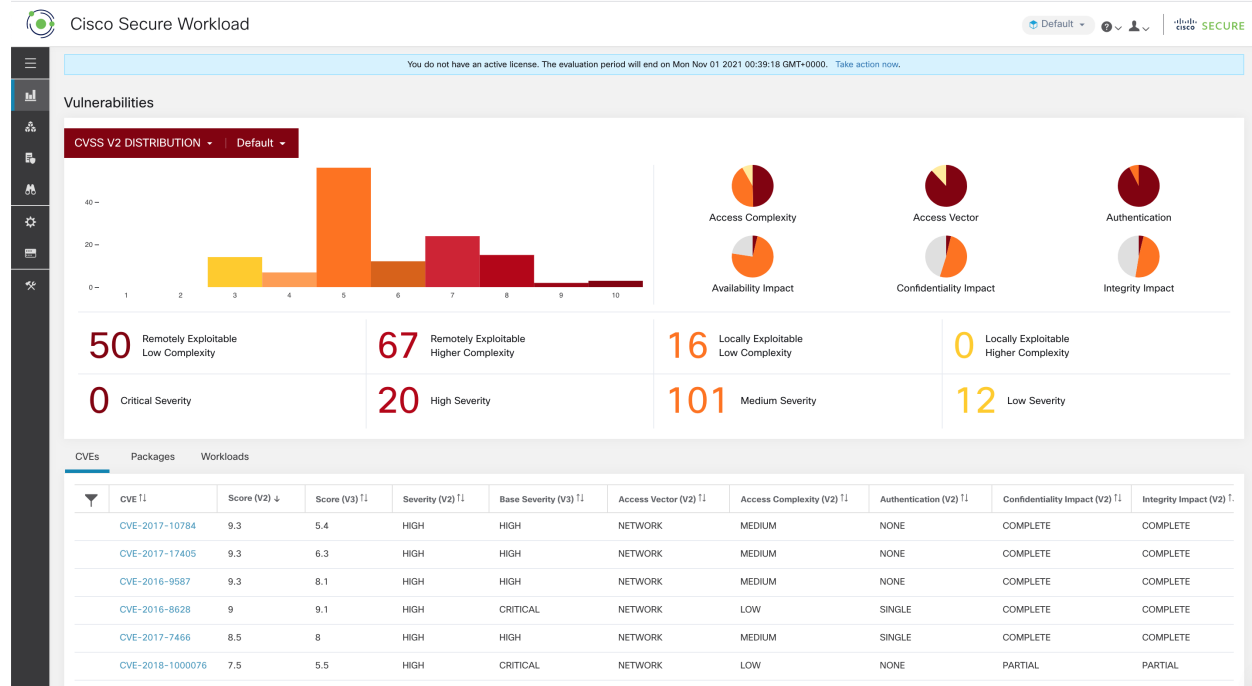 Cisco Secure Workload
Default
cisco SECURE
You do not have an active license. The evaluation period will end on Mon Nov 01 2021 00:39:18 GMT+0000. Take action now.
Vulnerabilities
CVSS V2 DISTRIBUTION Default
40
20
0
1 2 3 4 5 6 7 8 9 10
Access Complexity Access Vector Authentication
Availability Impact Confidentiality Impact Integrity Impact
50 Remotely Exploitable Low Complexity
67 Remotely Exploitable Higher Complexity
16 Locally Exploitable Low Complexity
0 Locally Exploitable Higher Complexity
0 Critical Severity
20 High Severity
101 Medium Severity
12 Low Severity
CVEs Packages Workloads
CVE ↑↓ Score (V2) ↓ Score (V3) ↑↓ Severity (V2) ↑↓ Base Severity (V3) ↑↓ Access Vector (V2) ↑↓ Access Complexity (V2) ↑↓ Authentication (V2) ↑↓ Confidentiality Impact (V2) ↑↓ Integrity Impact (V2) ↑
CVE-2017-10784 9.3 5.4 HIGH HIGH NETWORK MEDIUM NONE COMPLETE COMPLETE
CVE-2017-17405 9.3 6.3 HIGH HIGH NETWORK MEDIUM NONE COMPLETE COMPLETE
CVE-2016-9587 9.3 8.1 HIGH HIGH NETWORK MEDIUM NONE COMPLETE COMPLETE
CVE-2016-8628 9 9.1 HIGH CRITICAL NETWORK LOW SINGLE COMPLETE COMPLETE
CVE-2017-7466 8.5 8 HIGH HIGH NETWORK MEDIUM SINGLE COMPLETE COMPLETE
CVE-2018-1000076 7.5 5.5 HIGH CRITICAL NETWORK LOW NONE PARTIAL PARTIAL